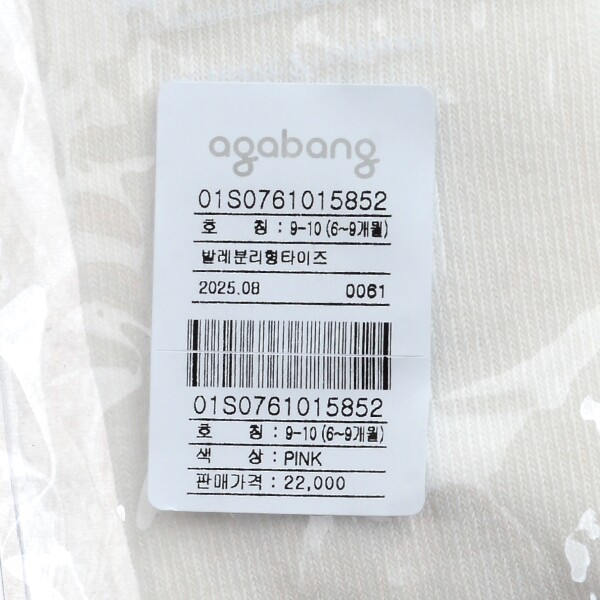 agabang
01S0761015852
호 칭 : 9-10 (6~9개월)
발레분리형타이즈
2025.08 0061
01S0761015852
호 칭 : 9-10 (6~9개월)
색 상 : PINK
판매가격 : 22,000